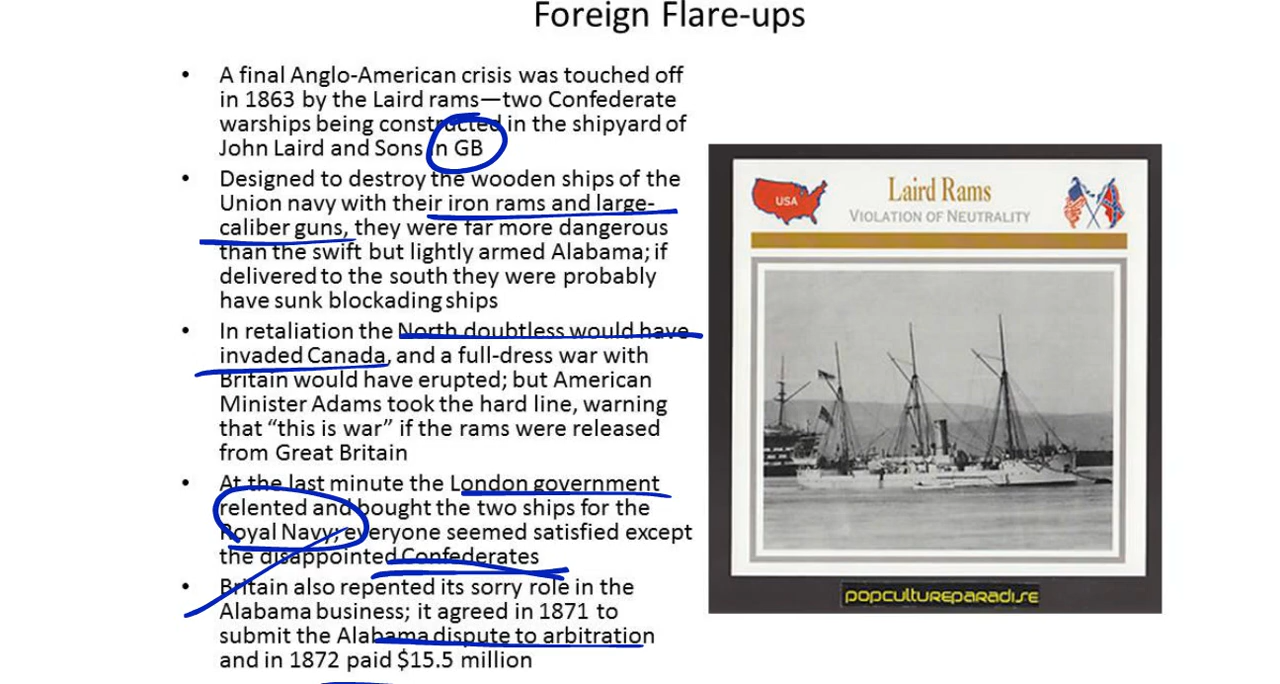 Foreign Flare-ups
• A final Anglo-American crisis was touched off
in 1863 by the Laird rams—two Confederate
warships being constructed in the shipyard of
John Laird and Sons in GB
• Designed to destroy the wooden ships of the
Union navy with their iron rams and large-
caliber guns, they were far more dangerous
than the swift but lightly armed Alabama; if
delivered to the south they were probably
have sunk blockading ships
• In retaliation the North doubtless would have
invaded Canada, and a full-dress war with
Britain would have erupted; but American
Minister Adams took the hard line, warning
that “this is war” if the rams were released
from Great Britain
• At the last minute the London government
relented and bought the two ships for the
Royal Navy; everyone seemed satisfied except
the disappointed Confederates
• Britain also repented its sorry role in the
Alabama business; it agreed in 1871 to
submit the Alabama dispute to arbitration
and in 1872 paid $15.5 million
USA
Laird Rams
VIOLATION OF NEUTRALITY
popcultureparadise